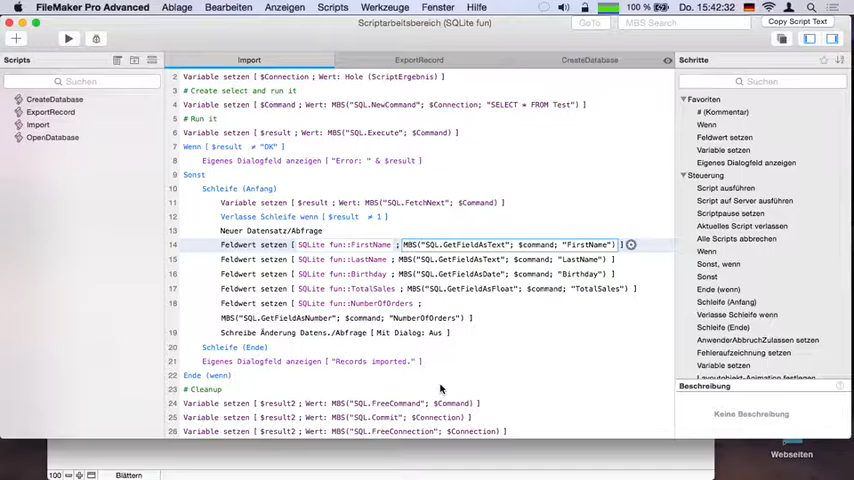 FileMaker Pro Advanced Ablage Bearbeiten Anzeigen Scripts Werkzeuge Fenster 100 % Do. 15:42:32
Scriptarbeitsbereich (SQLite fun)
GoTo MBS Search Copy Script Text
Scripts Import ExportRecord CreateDatabase Schritte
Suchen
CreateDatabase
ExportRecord
Import
OpenDatabase
2 Variable setzen [ $Connection ; Wert: Hole (ScriptErgebnis) ]
3 # Create select and run it
4 Variable setzen [ $Command ; Wert: MBS("SQL.NewCommand"; $Connection; "SELECT * FROM Test") ]
5 # Run it
6 Variable setzen [ $result ; Wert: MBS("SQL.Execute"; $Command) ]
7 Wenn [ $result ≠ "OK" ]
8 Eigenes Dialogfeld anzeigen [ "Error: " & $result ]
9 Sonst
10 Schleife (Anfang)
11 Variable setzen [ $result ; Wert: MBS("SQL.FetchNext"; $Command) ]
12 Verlasse Schleife wenn [ $result ≠ 1 ]
13 Neuer Datensatz/Abfrage
14 Feldwert setzen [ SQLite fun::FirstName ; MBS("SQL.GetFieldAsText"; $command; "FirstName") ]
15 Feldwert setzen [ SQLite fun::LastName ; MBS("SQL.GetFieldAsText"; $command; "LastName") ]
16 Feldwert setzen [ SQLite fun::Birthday ; MBS("SQL.GetFieldAsDate"; $command; "Birthday") ]
17 Feldwert setzen [ SQLite fun::TotalSales ; MBS("SQL.GetFieldAsFloat"; $command; "TotalSales") ]
18 Feldwert setzen [ SQLite fun::NumberOfOrders ;
MBS("SQL.GetFieldAsNumber"; $command; "NumberOfOrders") ]
19 Schreibe Änderung Datens./Abfrage [ Mit Dialog: Aus ]
20 Schleife (Ende)
21 Eigenes Dialogfeld anzeigen [ "Records imported." ]
22 Ende (wenn)
23 # Cleanup
24 Variable setzen [ $result2 ; Wert: MBS("SQL.FreeCommand"; $Command) ]
25 Variable setzen [ $result2 ; Wert: MBS("SQL.Commit"; $Connection) ]
26 Variable setzen [ $result2 ; Wert: MBS("SQL.FreeConnection"; $Connection) ]
Suchen
Favoriten
# (Kommentar)
Wenn
Feldwert setzen
Variable setzen
Eigenes Dialogfeld anzeigen
Steuerung
Script ausführen
Script auf Server ausführen
Scriptpause setzen
Aktuelles Script verlassen
Alle Scripts abbrechen
Wenn
Sonst, wenn
Sonst
Ende (wenn)
Schleife (Anfang)
Verlasse Schleife wenn
Schleife (Ende)
AnwenderAbbruchZulassen setzen
Fehleraufzeichnung setzen
Variable setzen
Beschreibung
Keine Beschreibung
100 Blättern
Webseiten